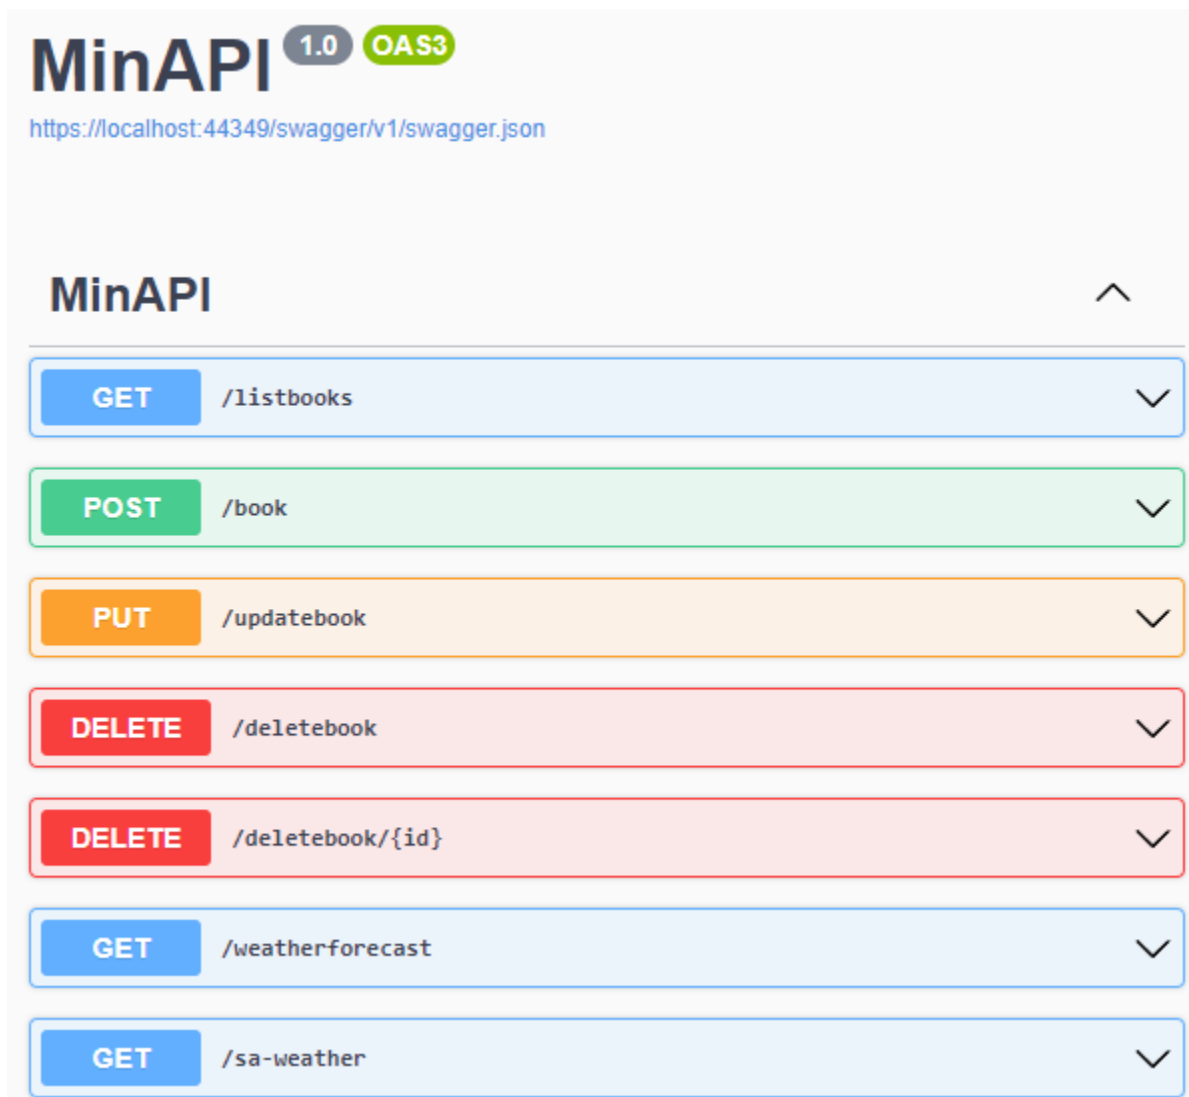 MinAPI 1.0 OAS3
https://localhost:44349/swagger/v1/swagger.json
MinAPI
GET /listbooks
POST /book
PUT /updatebook
DELETE /deletebook
DELETE /deletebook/{id}
GET /weatherforecast
GET /sa-weather